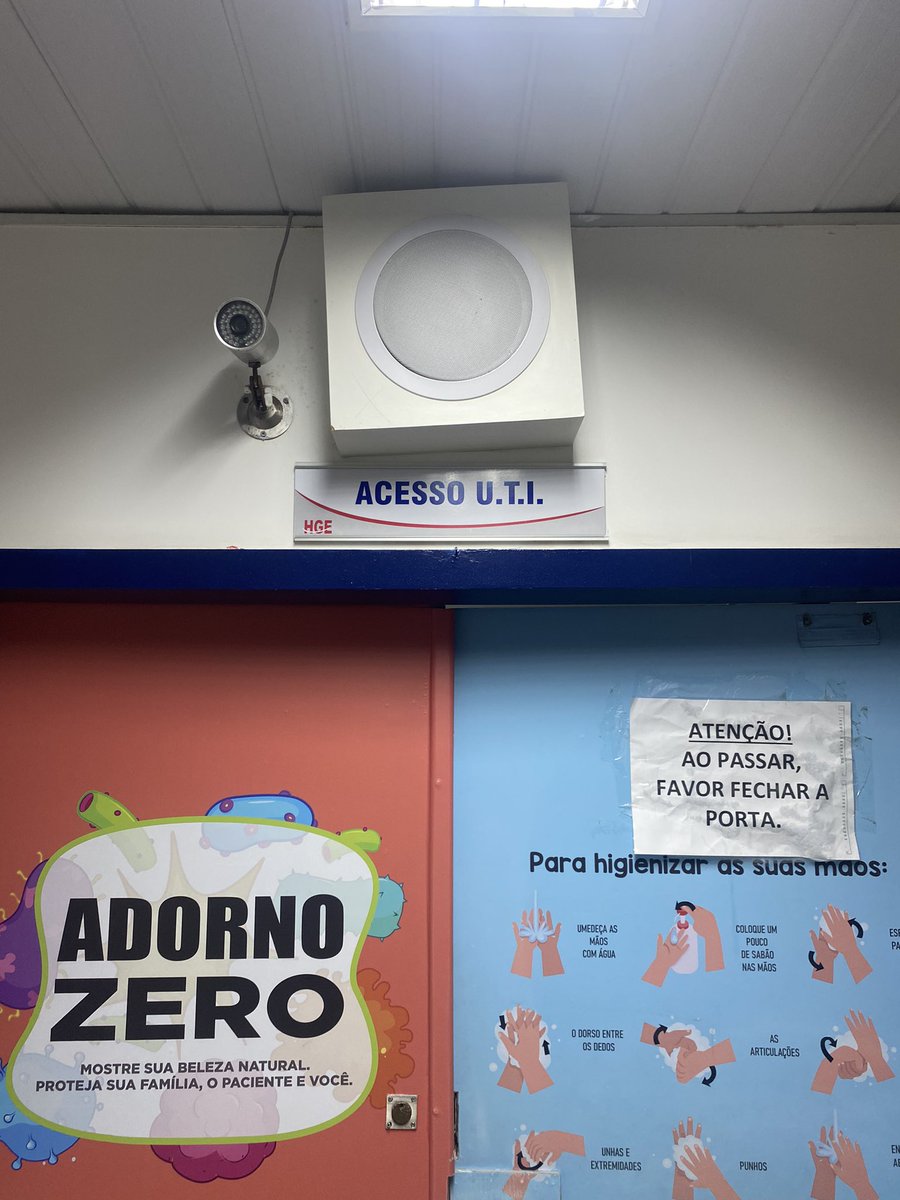 ACESSO U.T.I.
HGE
ADORNO
ZERO
MOSTRE SUA BELEZA NATURAL.
PROTEJA SUA FAMÍLIA, O PACIENTE E VOCÊ.
ATENÇÃO!
AO PASSAR,
FAVOR FECHAR A
PORTA.
Para higienizar as suas mãos:
UMEDEÇA AS
MÃOS
COM ÁGUA
COLOQUE UM
POUCO
DE SABÃO
NAS MÃOS
O DORSO ENTRE
OS DEDOS
AS
ARTICULAÇÕES
UNHAS E
EXTREMIDADES
PUNHOS